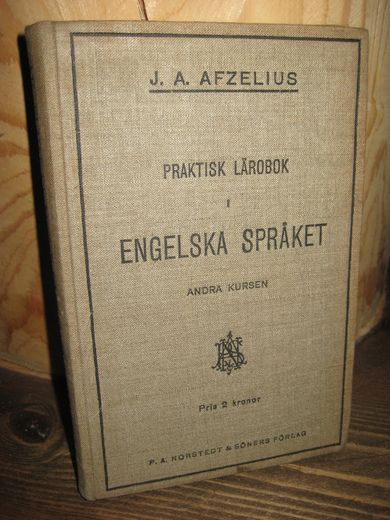 J. A. AFZELIUS
PRAKTISK LÄROBOK
I
ENGELSKA SPRÅKET
ANDRA KURSEN
Pris 2 kronor
P. A. NORSTEDT & SÖNERS FÖRLAG